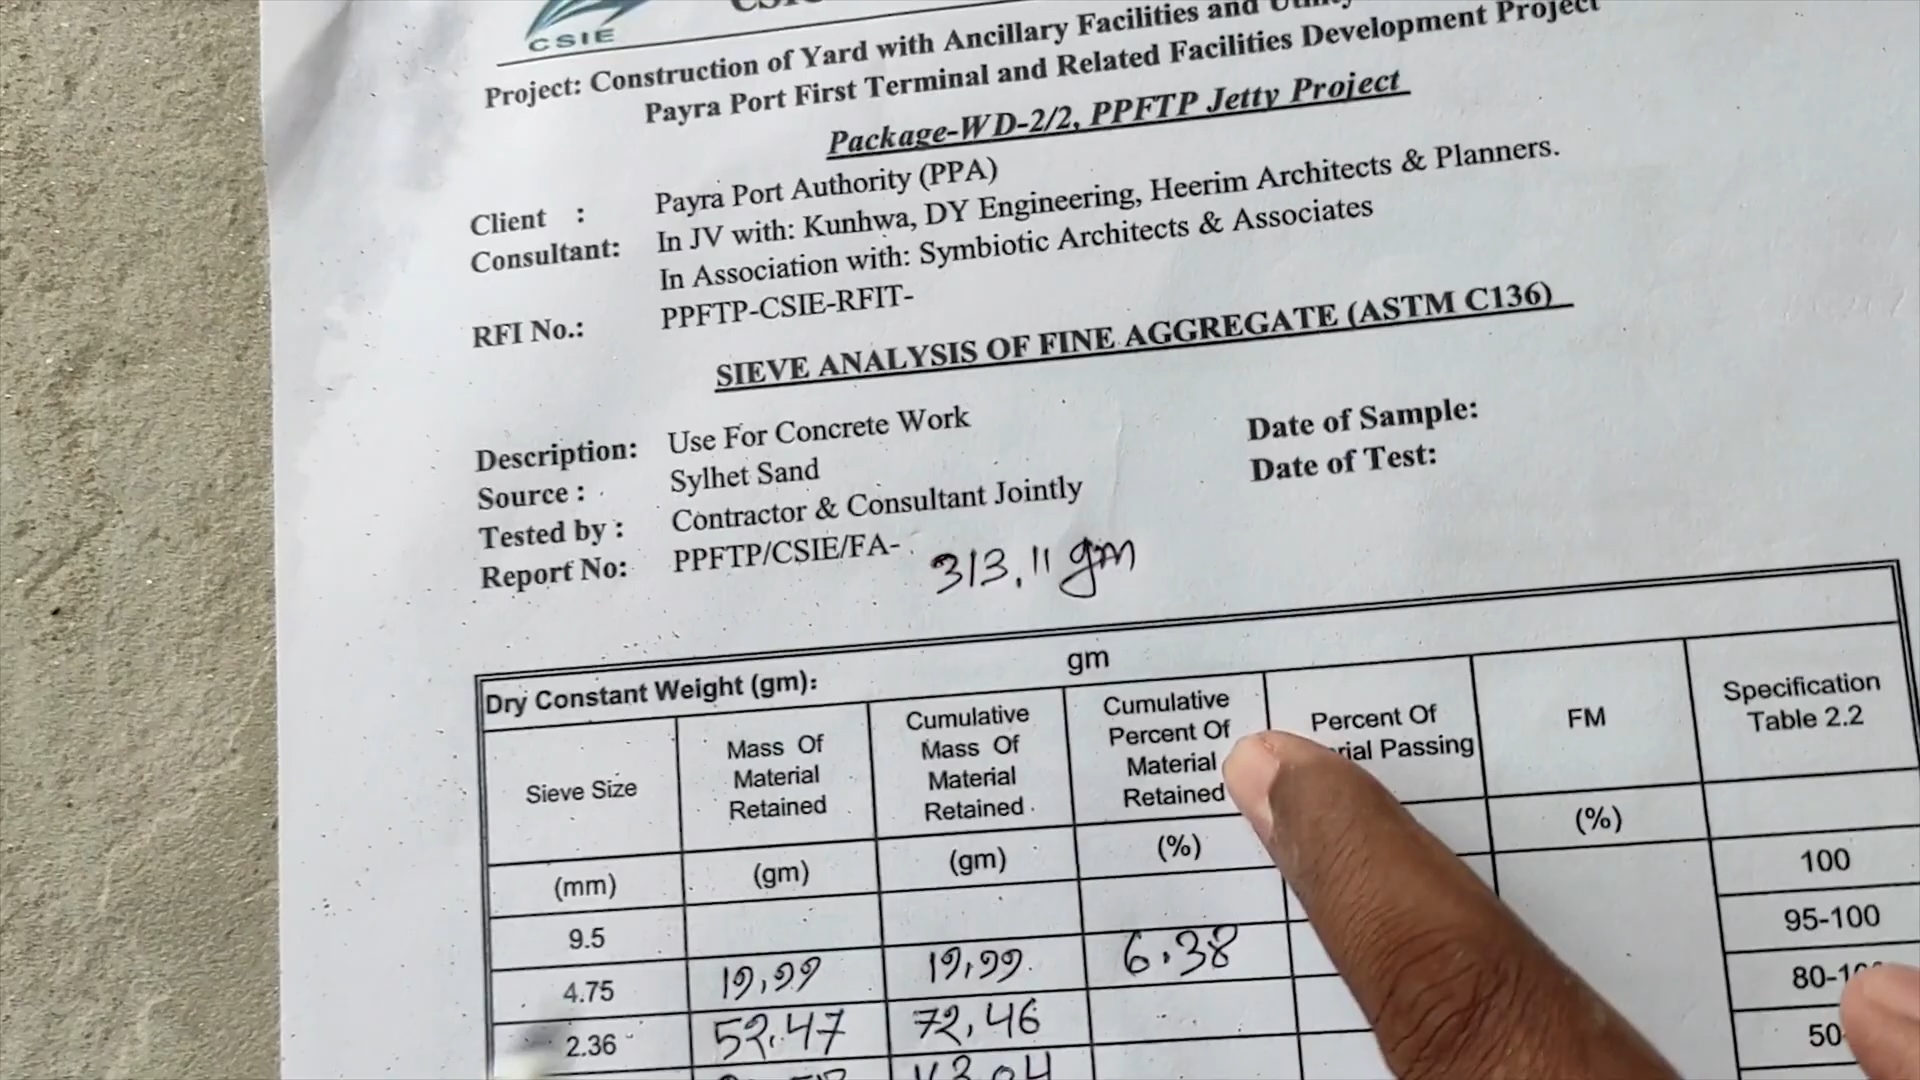 CSIE
Project: Construction of Yard with Ancillary Facilities and
Payra Port First Terminal and Related Facilities Development Project
Package-WD-2/2, PPFTP Jetty Project
Client : Payra Port Authority (PPA)
Consultant: In JV with: Kunhwa, DY Engineering, Heerim Architects & Planners.
In Association with: Symbiotic Architects & Associates
RFI No.: PPFTP-CSIE-RFIT-
SIEVE ANALYSIS OF FINE AGGREGATE (ASTM C136)
Description: Use For Concrete Work Date of Sample:
Source : Sylhet Sand Date of Test:
Tested by : Contractor & Consultant Jointly
Report No: PPFTP/CSIE/FA- 313.11 gm
Dry Constant Weight (gm): gm
Sieve Size
Mass Of
Material
Retained
Cumulative
Mass Of
Material
Retained
Cumulative
Percent Of
Material
Retained
Percent Of
Passing
FM
Specification
Table 2.2
(mm) (gm) (gm) (%) (%)
100
9.5 95-100
4.75 19.99 19.99 6.38
2.36 52.47 72.46